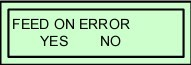 FEED ON ERROR
YES NO